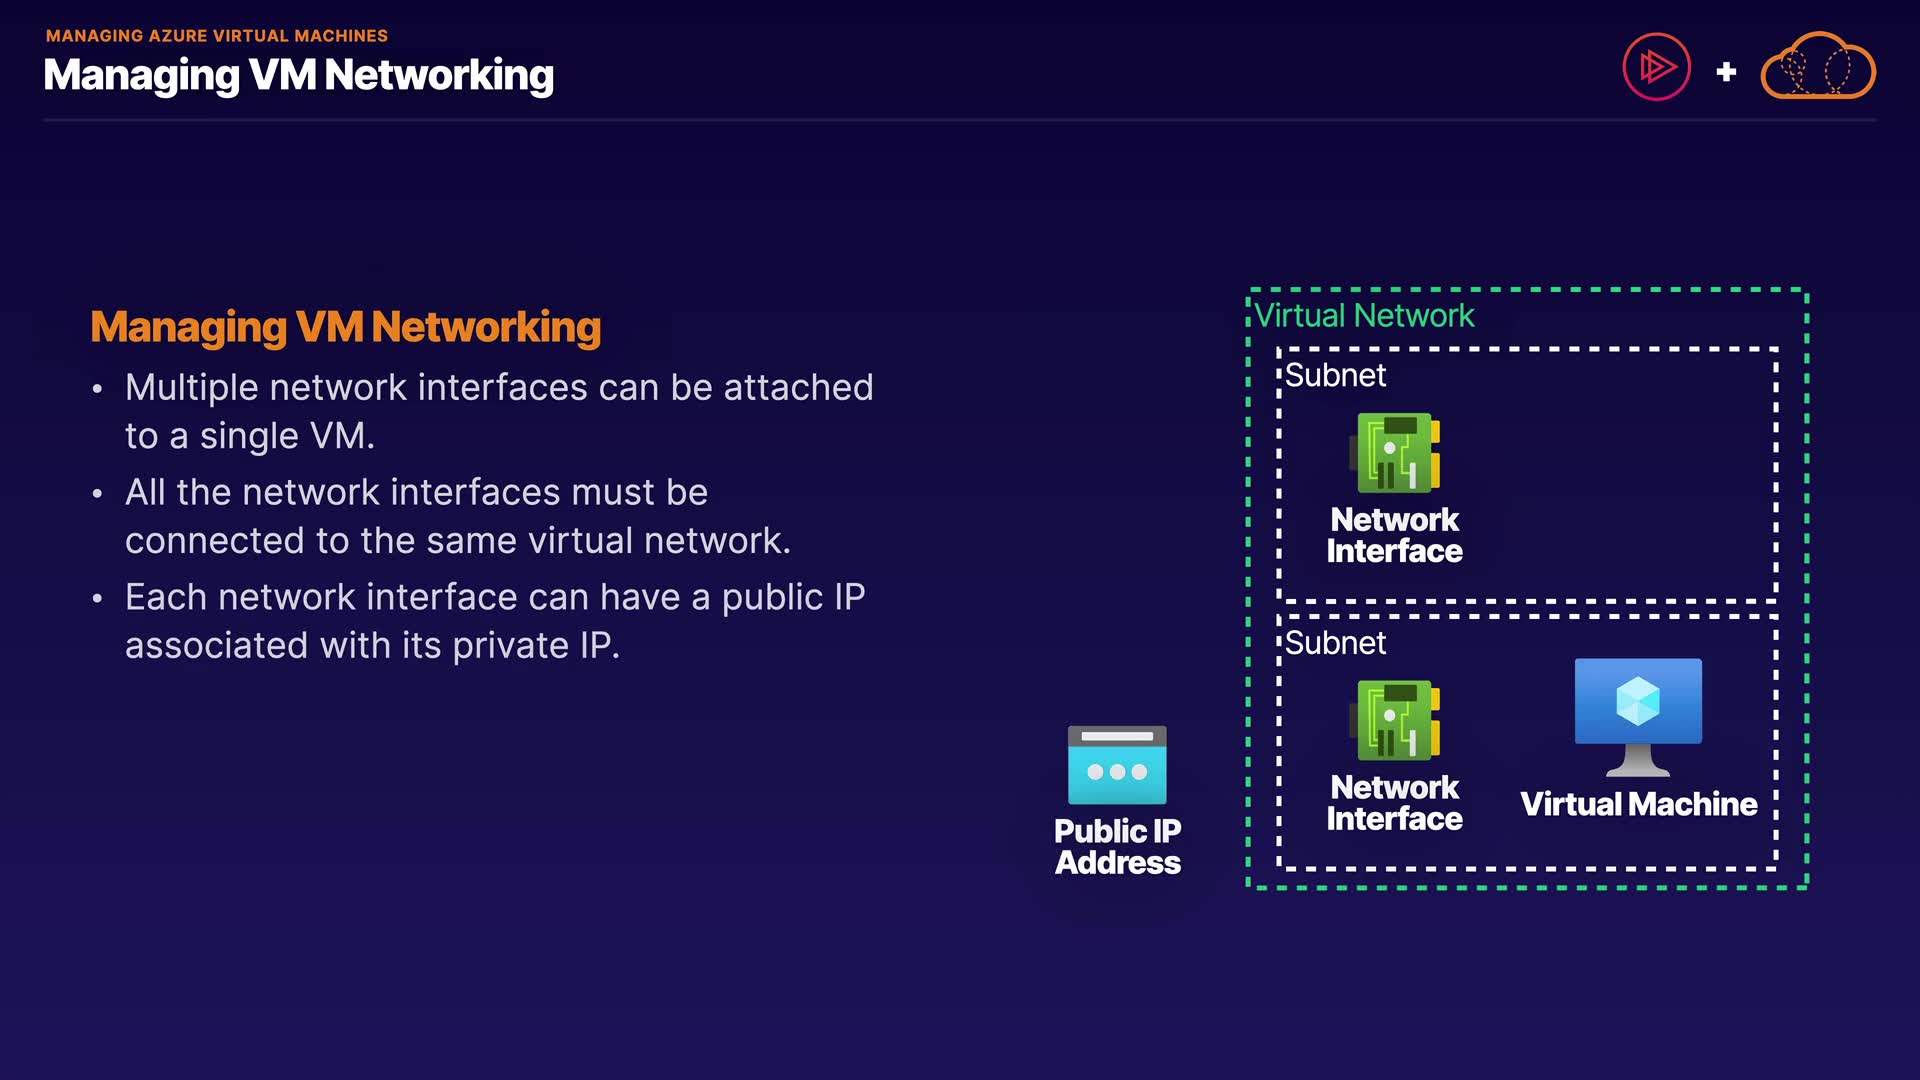 MANAGING AZURE VIRTUAL MACHINES
Managing VM Networking
Managing VM Networking
• Multiple network interfaces can be attached
to a single VM.
• All the network interfaces must be
connected to the same virtual network.
• Each network interface can have a public IP
associated with its private IP.
Virtual Network
Subnet
Network
Interface
Subnet
Network
Interface
Virtual Machine
Public IP
Address